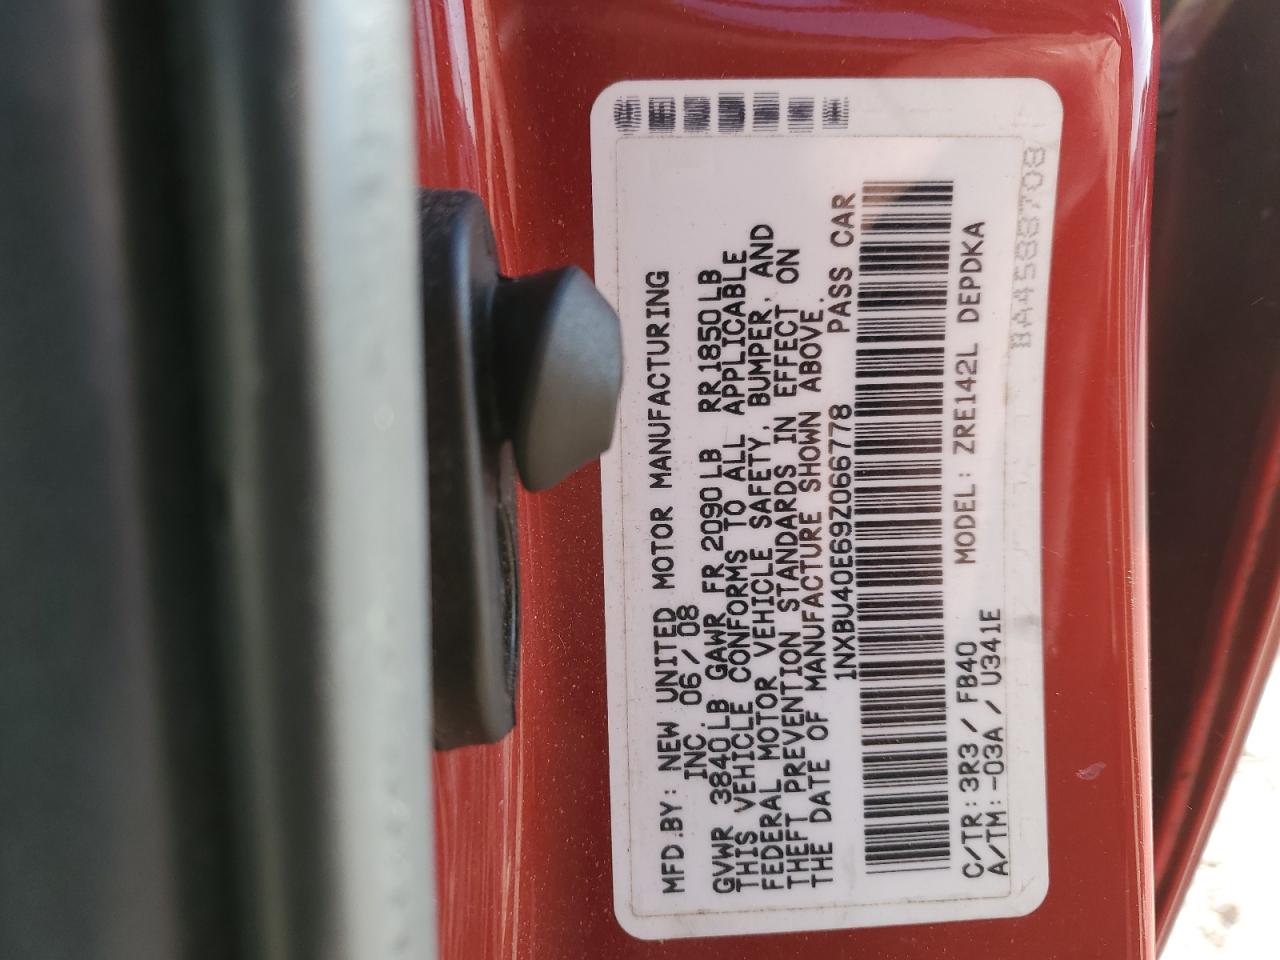 MFD.BY: NEW UNITED MOTOR MANUFACTURING
INC. 06/08
GVWR 3840LB GAWR FR 2090LB RR 1850LB
THIS VEHICLE CONFORMS TO ALL APPLICABLE
FEDERAL MOTOR VEHICLE SAFETY, BUMPER, AND
THEFT PREVENTION STANDARDS IN EFFECT ON
THE DATE OF MANUFACTURE SHOWN ABOVE.
1NXBU40E69Z066778 PASS CAR
C/TR: 3R3 / FB40 MODEL: ZRE142L DEPDKA
A/TM: -03A / U341E
BA4588708